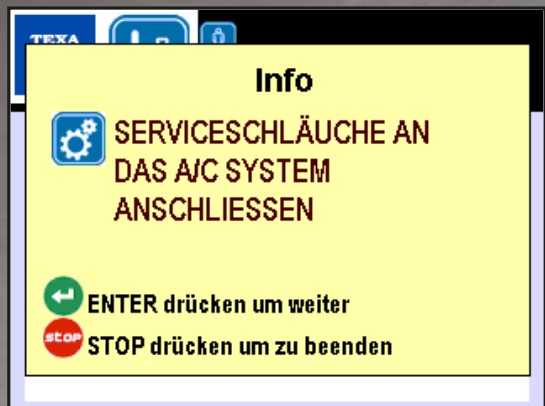 TEXA
Info
SERVICESCHLÄUCHE AN
DAS A/C SYSTEM
ANSCHLIESSEN
ENTER drücken um weiter
STOP drücken um zu beenden